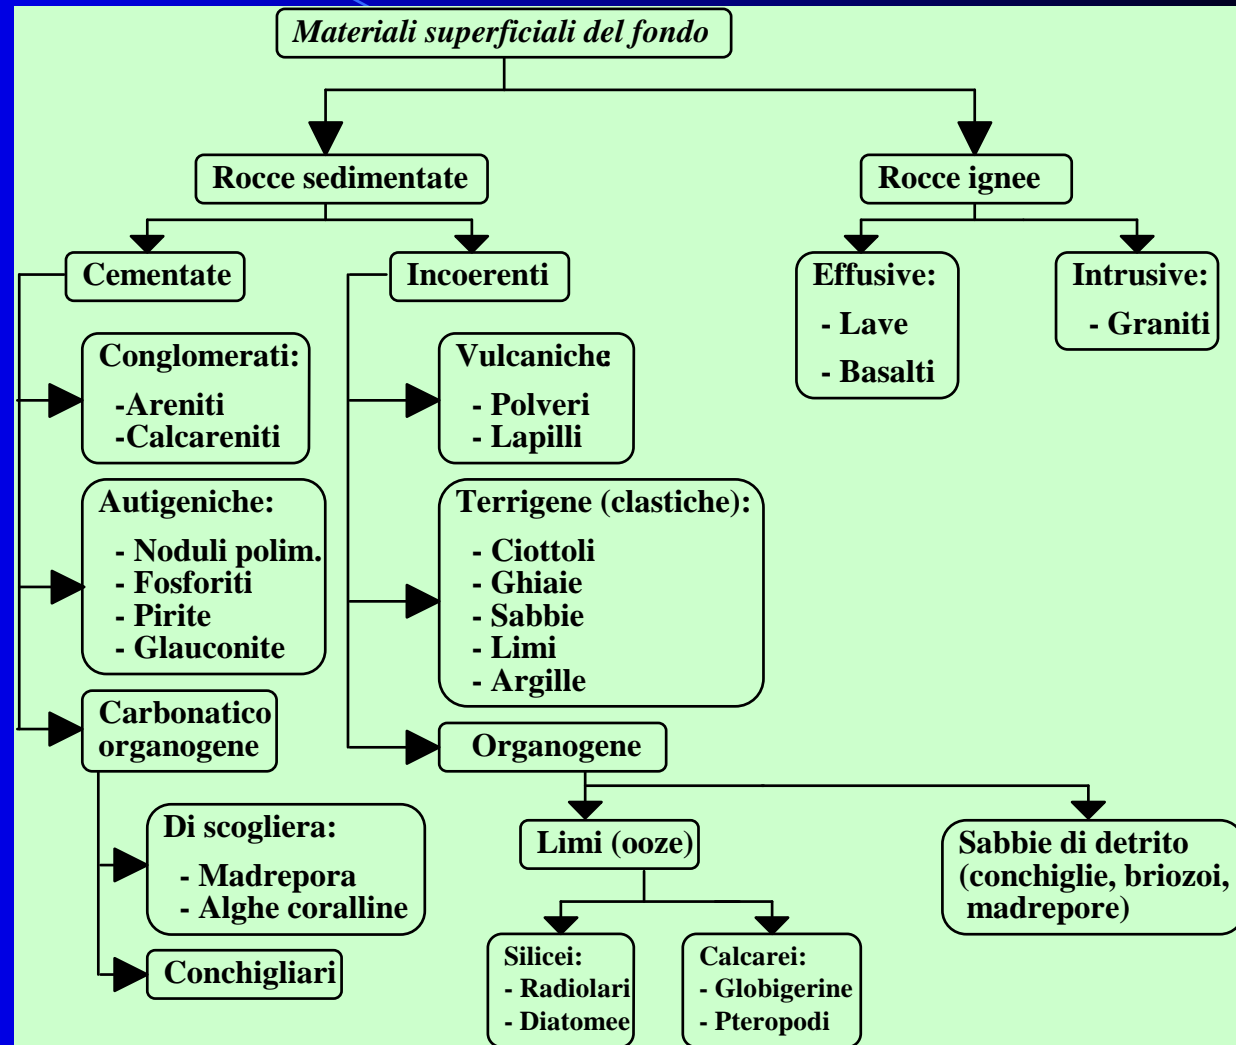 Materiali superficiali del fondo
Rocce sedimentate
Rocce ignee
Cementate
Incoerenti
Effusive:
- Lave
- Basalti
Intrusive:
- Graniti
Conglomerati:
-Areniti
-Calcareniti
Vulcaniche:
- Polveri
- Lapilli
Autigeniche:
- Noduli polim.
- Fosforiti
- Pirite
- Glauconite
Terrigene (clastiche):
- Ciottoli
- Ghiaie
- Sabbie
- Limi
- Argille
Carbonatico
organogene
Organogene
Di scogliera:
- Madrepora
- Alghe coralline
Limi (ooze)
Sabbie di detrito
(conchiglie, briozoi,
madrepore)
Conchigliari
Silicei:
- Radiolari
- Diatomee
Calcarei:
- Globigerine
- Pteropodi